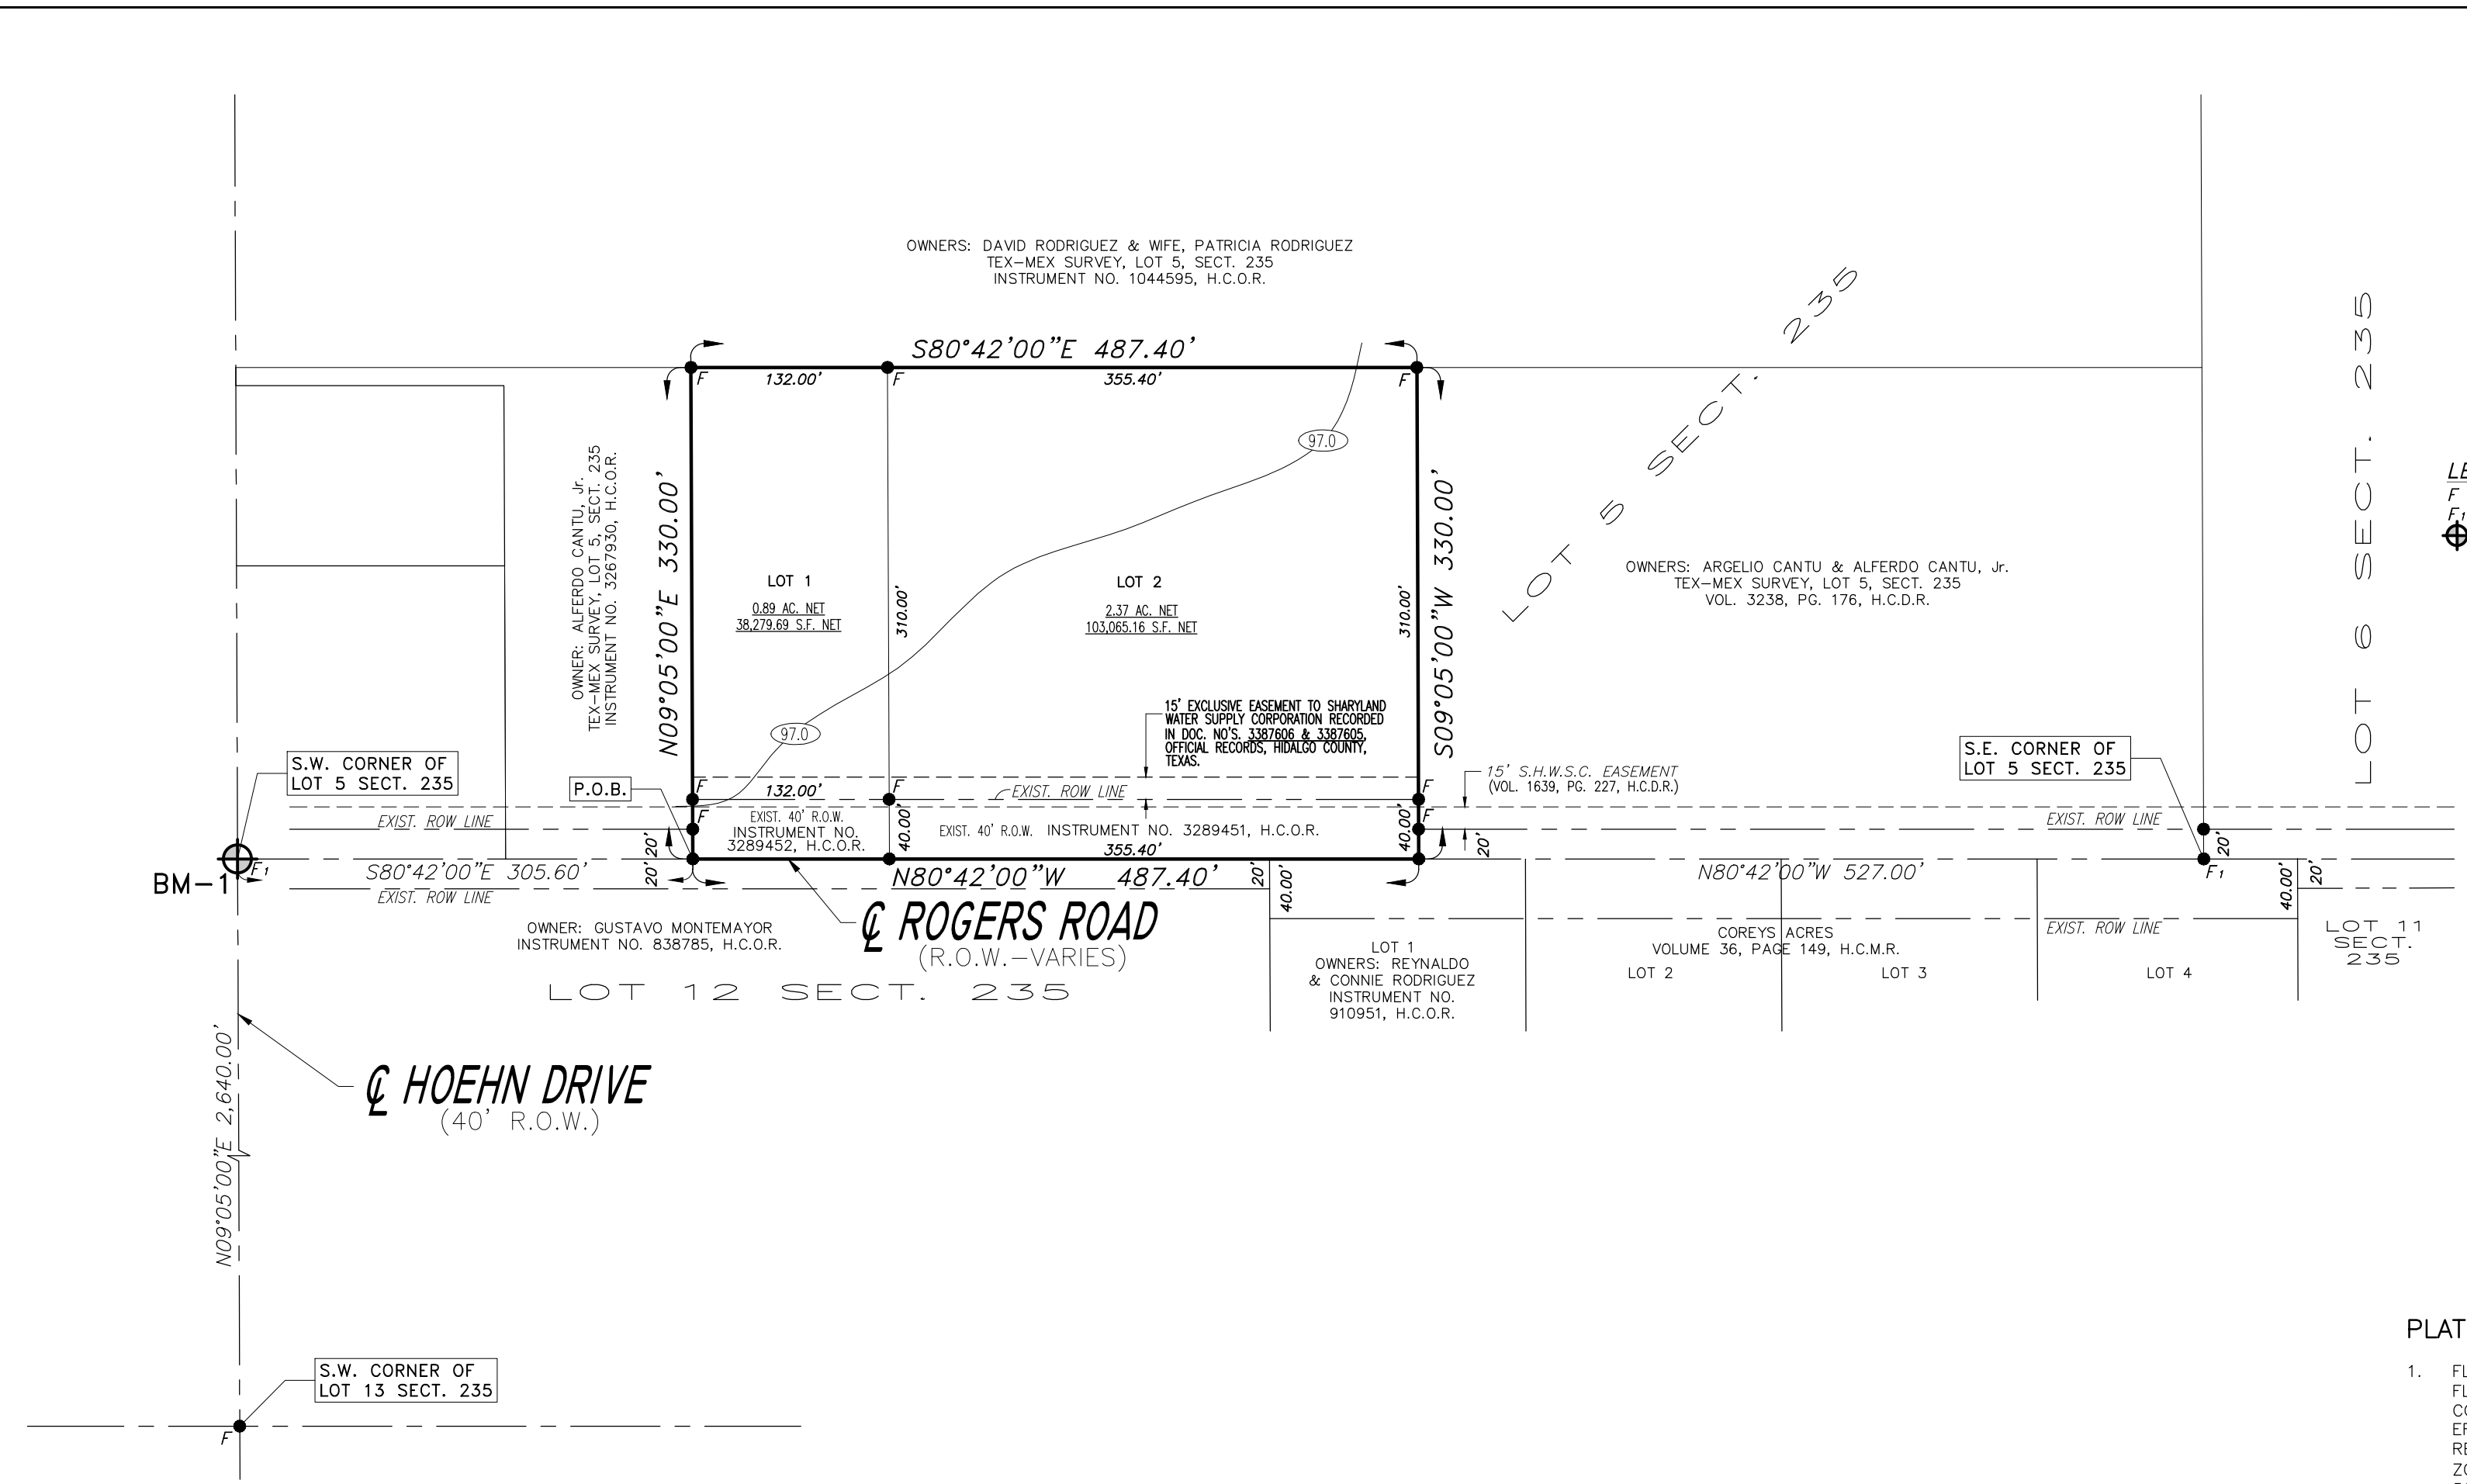 OWNERS: DAVID RODRIGUEZ & WIFE, PATRICIA RODRIGUEZ
TEX-MEX SURVEY, LOT 5, SECT. 235
INSTRUMENT NO. 1044595, H.C.O.R.
S80°42'00"E 487.40'
F
132.00'
F
355.40'
F
LOT 5 SECT. 235
LOT 6 SECT. 235
97.0
OWNER: ALFERDO CANTU, Jr.
TEX-MEX SURVEY, LOT 5, SECT. 235
INSTRUMENT NO. 3267930, H.C.O.R.
N09°05'00"E 330.00'
LOT 1
0.89 AC. NET
38,279.69 S.F. NET
310.00'
LOT 2
2.37 AC. NET
103,065.16 S.F. NET
310.00'
S09°05'00"W 330.00'
OWNERS: ARGELIO CANTU & ALFERDO CANTU, Jr.
TEX-MEX SURVEY, LOT 5, SECT. 235
VOL. 3238, PG. 176, H.C.D.R.
F
F1
97.0
15' EXCLUSIVE EASEMENT TO SHARYLAND
WATER SUPPLY CORPORATION RECORDED
IN DOC. NO'S. 3387606 & 3387605,
OFFICIAL RECORDS, HIDALGO COUNTY,
TEXAS.
S.W. CORNER OF
LOT 5 SECT. 235
P.O.B.
S.E. CORNER OF
LOT 5 SECT. 235
15' S.H.W.S.C. EASEMENT
(VOL. 1639, PG. 227, H.C.D.R.)
F
132.00'
F
EXIST. ROW LINE
F
EXIST. ROW LINE
F
EXIST. 40' R.O.W.
INSTRUMENT NO.
3289452, H.C.O.R.
40.00'
EXIST. 40' R.O.W. INSTRUMENT NO. 3289451, H.C.O.R.
355.40'
40.00'
F
EXIST. ROW LINE
20'
20'
20'
20'
BM-1
F1
S80°42'00"E 305.60'
EXIST. ROW LINE
N80°42'00"W 487.40'
20'
40.00'
N80°42'00"W 527.00'
F1
40.00'
20'
OWNER: GUSTAVO MONTEMAYOR
INSTRUMENT NO. 838785, H.C.O.R.
℄ ROGERS ROAD
(R.O.W.-VARIES)
LOT 12 SECT. 235
LOT 1
OWNERS: REYNALDO
& CONNIE RODRIGUEZ
INSTRUMENT NO.
910951, H.C.O.R.
COREYS ACRES
VOLUME 36, PAGE 149, H.C.M.R.
EXIST. ROW LINE
LOT 2
LOT 3
LOT 4
LOT 11
SECT.
235
℄ HOEHN DRIVE
(40' R.O.W.)
N09°05'00"E 2,640.00'
S.W. CORNER OF
LOT 13 SECT. 235
F
PLAT
1.